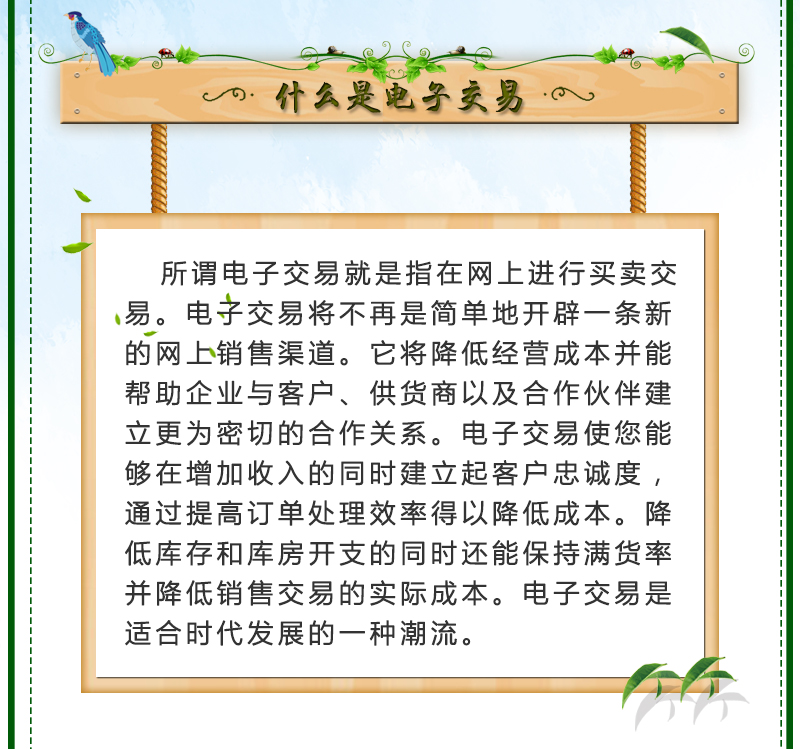 什么是电子交易
所谓电子交易就是指在网上进行买卖交
易。电子交易将不再是简单地开辟一条新
的网上销售渠道。它将降低经营成本并能
帮助企业与客户、供货商以及合作伙伴建
立更为密切的合作关系。电子交易使您能
够在增加收入的同时建立起客户忠诚度，
通过提高订单处理效率得以降低成本。降
低库存和库房开支的同时还能保持满货率
并降低销售交易的实际成本。电子交易是
适合时代发展的一种潮流。